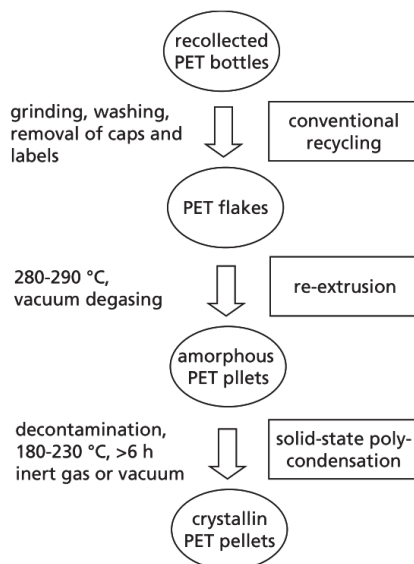 recollected
PET bottles
grinding, washing,
removal of caps and
labels
conventional
recycling
PET flakes
280-290 °C,
vacuum degasing
re-extrusion
amorphous
PET pllets
decontamination,
180-230 °C, >6 h
inert gas or vacuum
solid-state poly-
condensation
crystallin
PET pellets